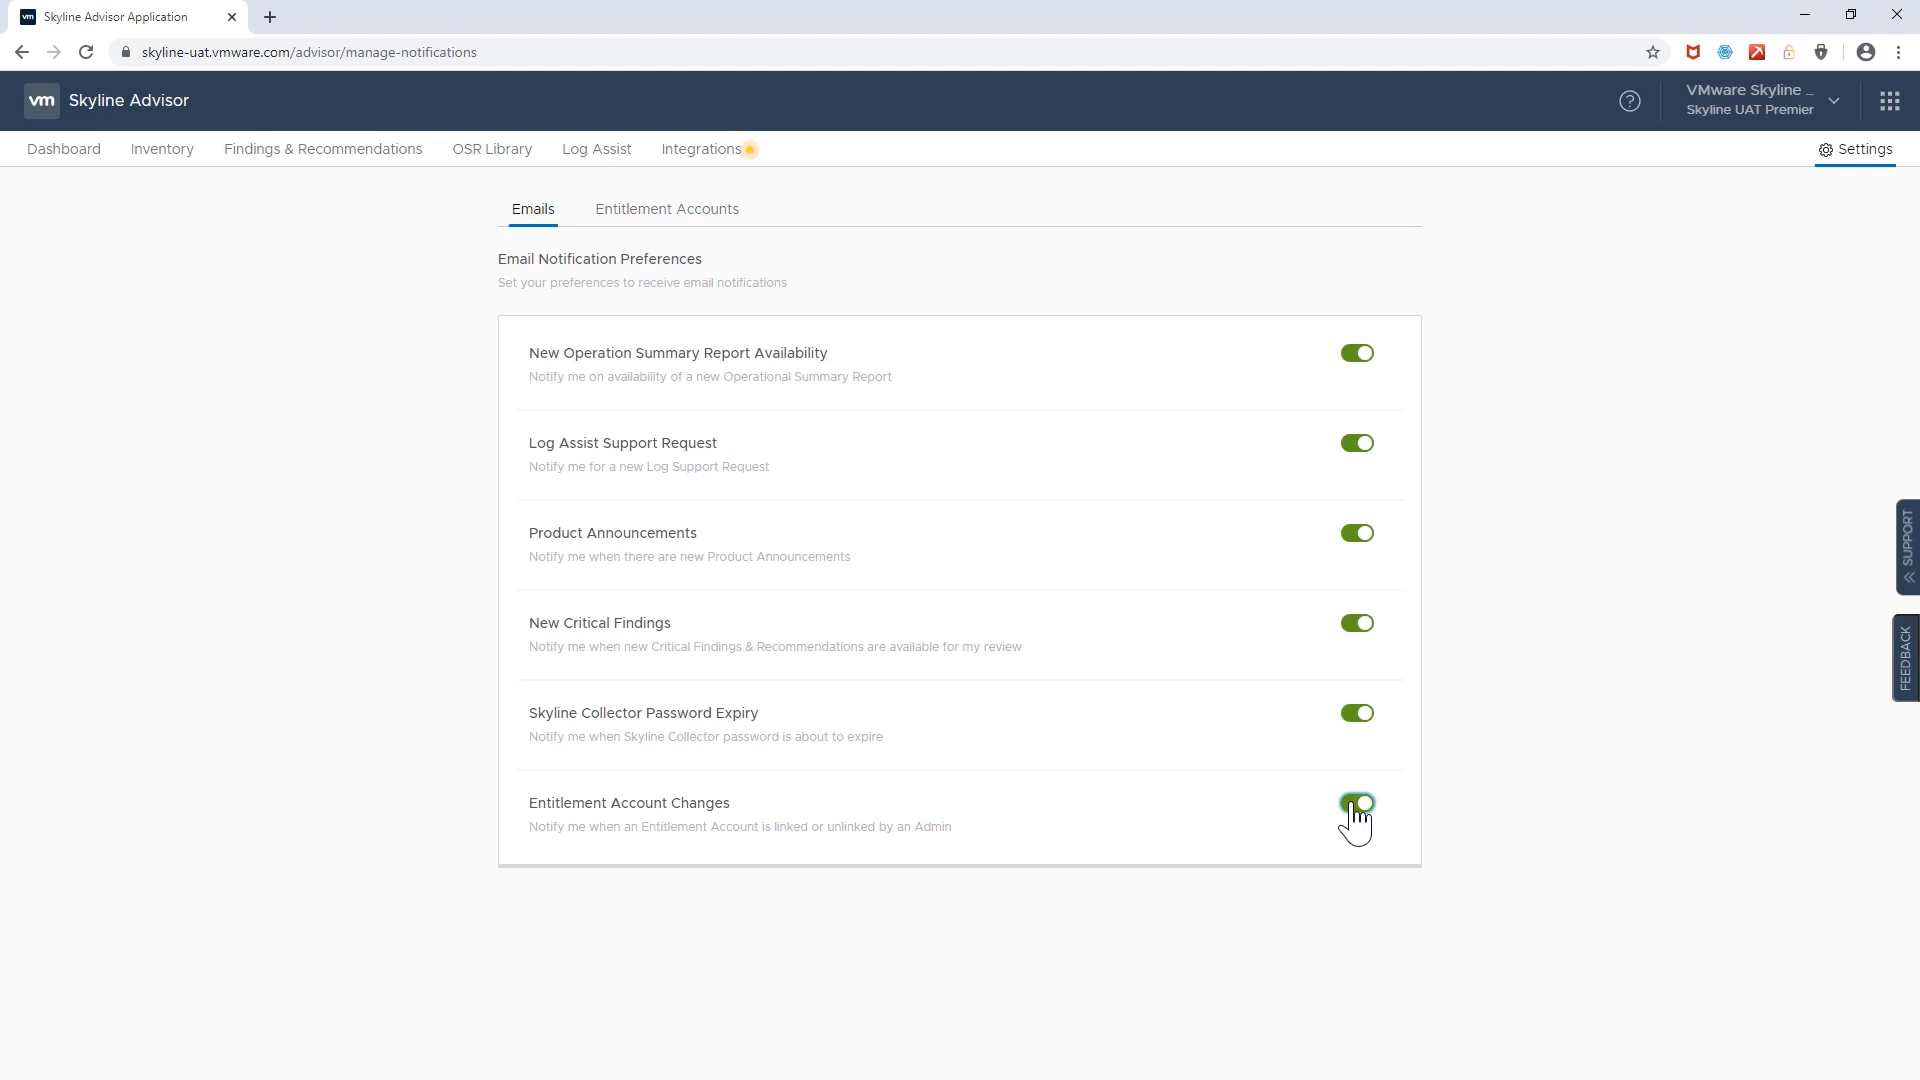 vm Skyline Advisor Application
skyline-uat.vmware.com/advisor/manage-notifications
vm Skyline Advisor
VMware Skyline ...
Skyline UAT Premier
Dashboard Inventory Findings & Recommendations OSR Library Log Assist Integrations Settings
Emails Entitlement Accounts
Email Notification Preferences
Set your preferences to receive email notifications
New Operation Summary Report Availability
Notify me on availability of a new Operational Summary Report
Log Assist Support Request
Notify me for a new Log Support Request
Product Announcements
Notify me when there are new Product Announcements
New Critical Findings
Notify me when new Critical Findings & Recommendations are available for my review
Skyline Collector Password Expiry
Notify me when Skyline Collector password is about to expire
Entitlement Account Changes
Notify me when an Entitlement Account is linked or unlinked by an Admin
SUPPORT
FEEDBACK